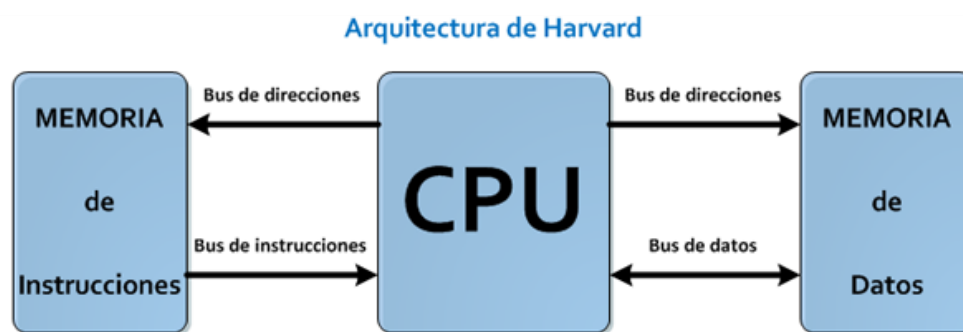 Arquitectura de Harvard
MEMORIA
de
Instrucciones
Bus de direcciones
Bus de instrucciones
CPU
Bus de direcciones
Bus de datos
MEMORIA
de
Datos